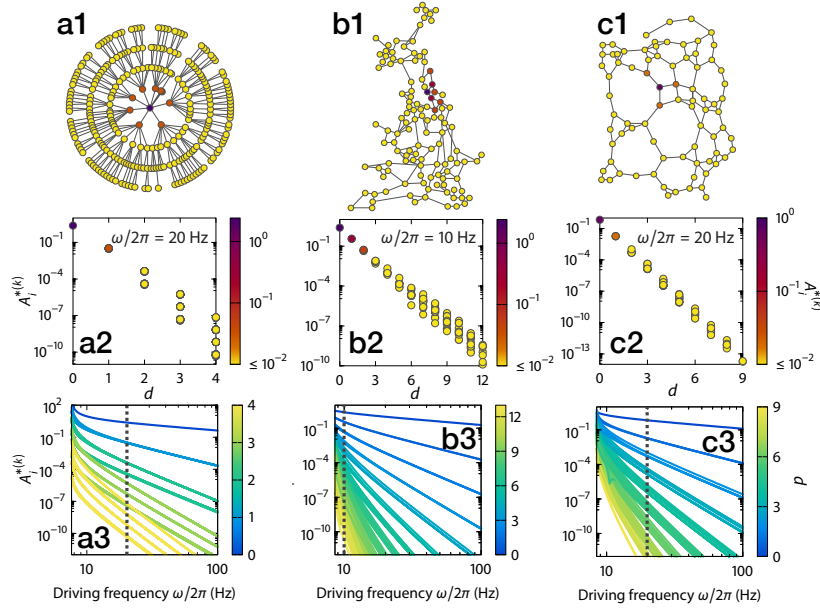 a1
b1
c1
ω/2π = 20 Hz
ω/2π = 10 Hz
ω/2π = 20 Hz
10^-1
10^-4
10^-7
10^-10
A_i^*(k)
a2
0 1 2 3 4
d
10^0
10^-1
≤ 10^-2
10^-1
10^-4
10^-7
10^-10
b2
0 3 6 9 12
d
10^0
10^-1
≤ 10^-2
10^-1
10^-4
10^-7
10^-10
10^-13
c2
0 3 6 9
d
10^0
10^-1
≤ 10^-2
A_i^*(k)
10^2
10^-1
10^-4
10^-7
10^-10
A_i^*(k)
a3
10 100
4
3
2
1
0
Driving frequency ω/2π (Hz)
10^-1
10^-4
10^-7
10^-10
b3
10 100
12
9
6
3
0
Driving frequency ω/2π (Hz)
10^-1
10^-4
10^-7
10^-10
c3
10 100
9
6
3
0
d
Driving frequency ω/2π (Hz)